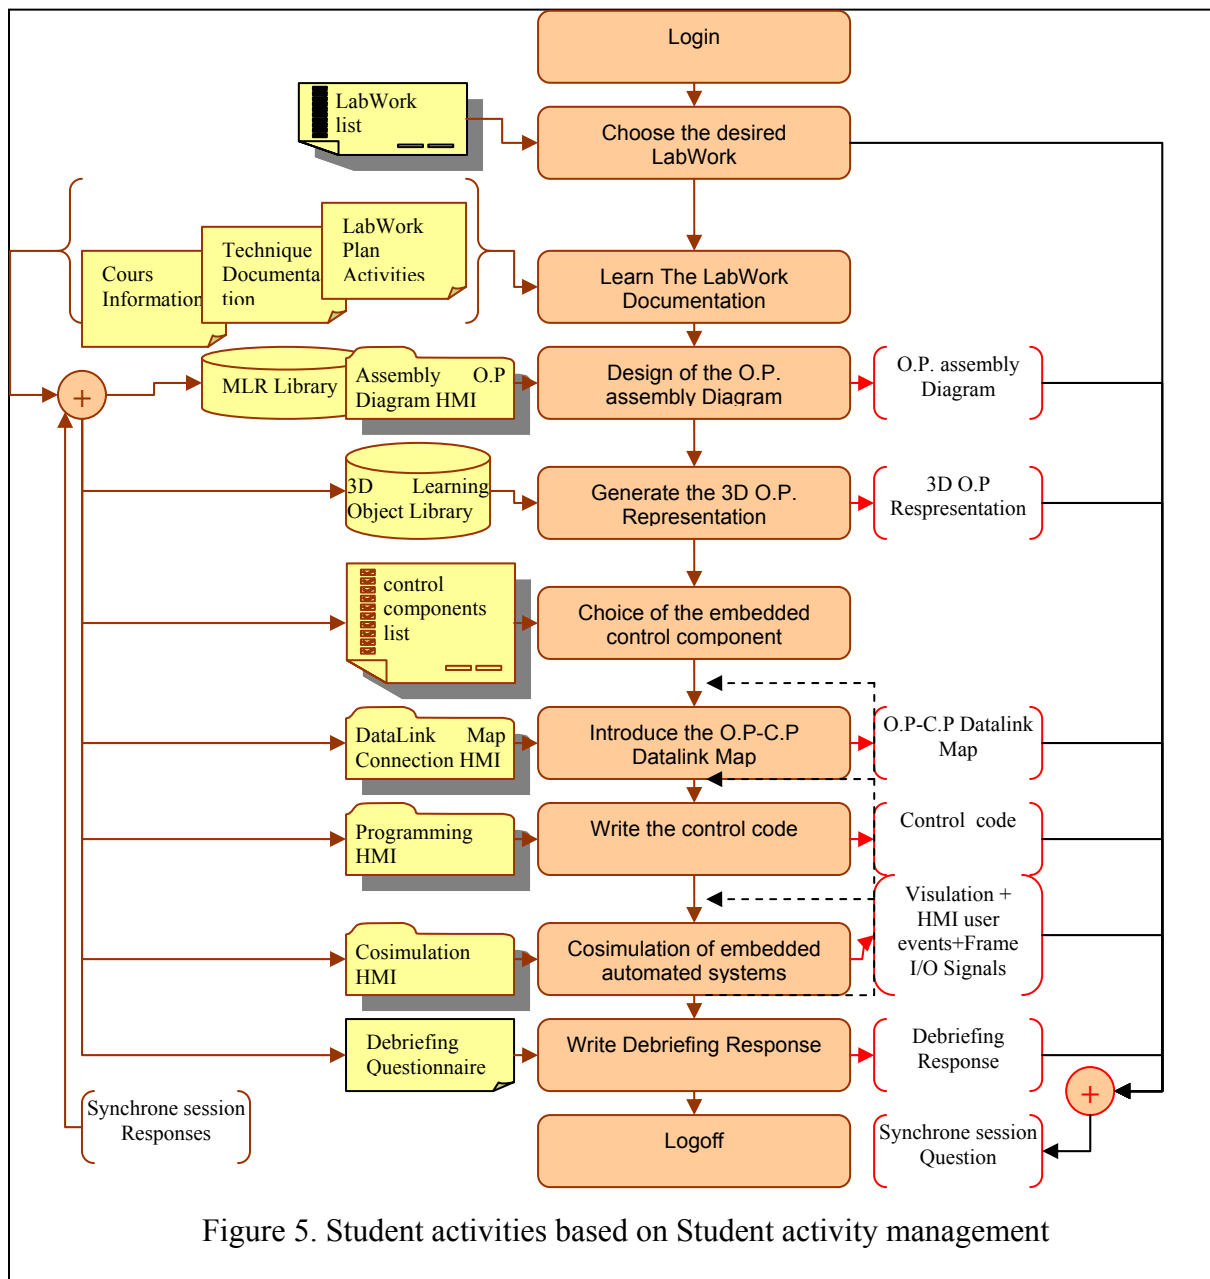 Login
LabWork
list
Choose the desired
LabWork
LabWork
Plan
Activities
Technique
Documenta
tion
Cours
Information
Learn The LabWork
Documentation
+
MLR Library
Assembly O.P
Diagram HMI
Design of the O.P.
assembly Diagram
O.P. assembly
Diagram
3D Learning
Object Library
Generate the 3D O.P.
Representation
3D O.P
Respresentation
control
components
list
Choice of the embedded
control component
DataLink Map
Connection HMI
Introduce the O.P-C.P
Datalink Map
O.P-C.P Datalink
Map
Programming
HMI
Write the control code
Control code
Cosimulation
HMI
Cosimulation of embedded
automated systems
Visulation +
HMI user
events+Frame
I/O Signals
Debriefing
Questionnaire
Write Debriefing Response
Debriefing
Response
+
Synchrone session
Responses
Logoff
Synchrone session
Question
Figure 5. Student activities based on Student activity management